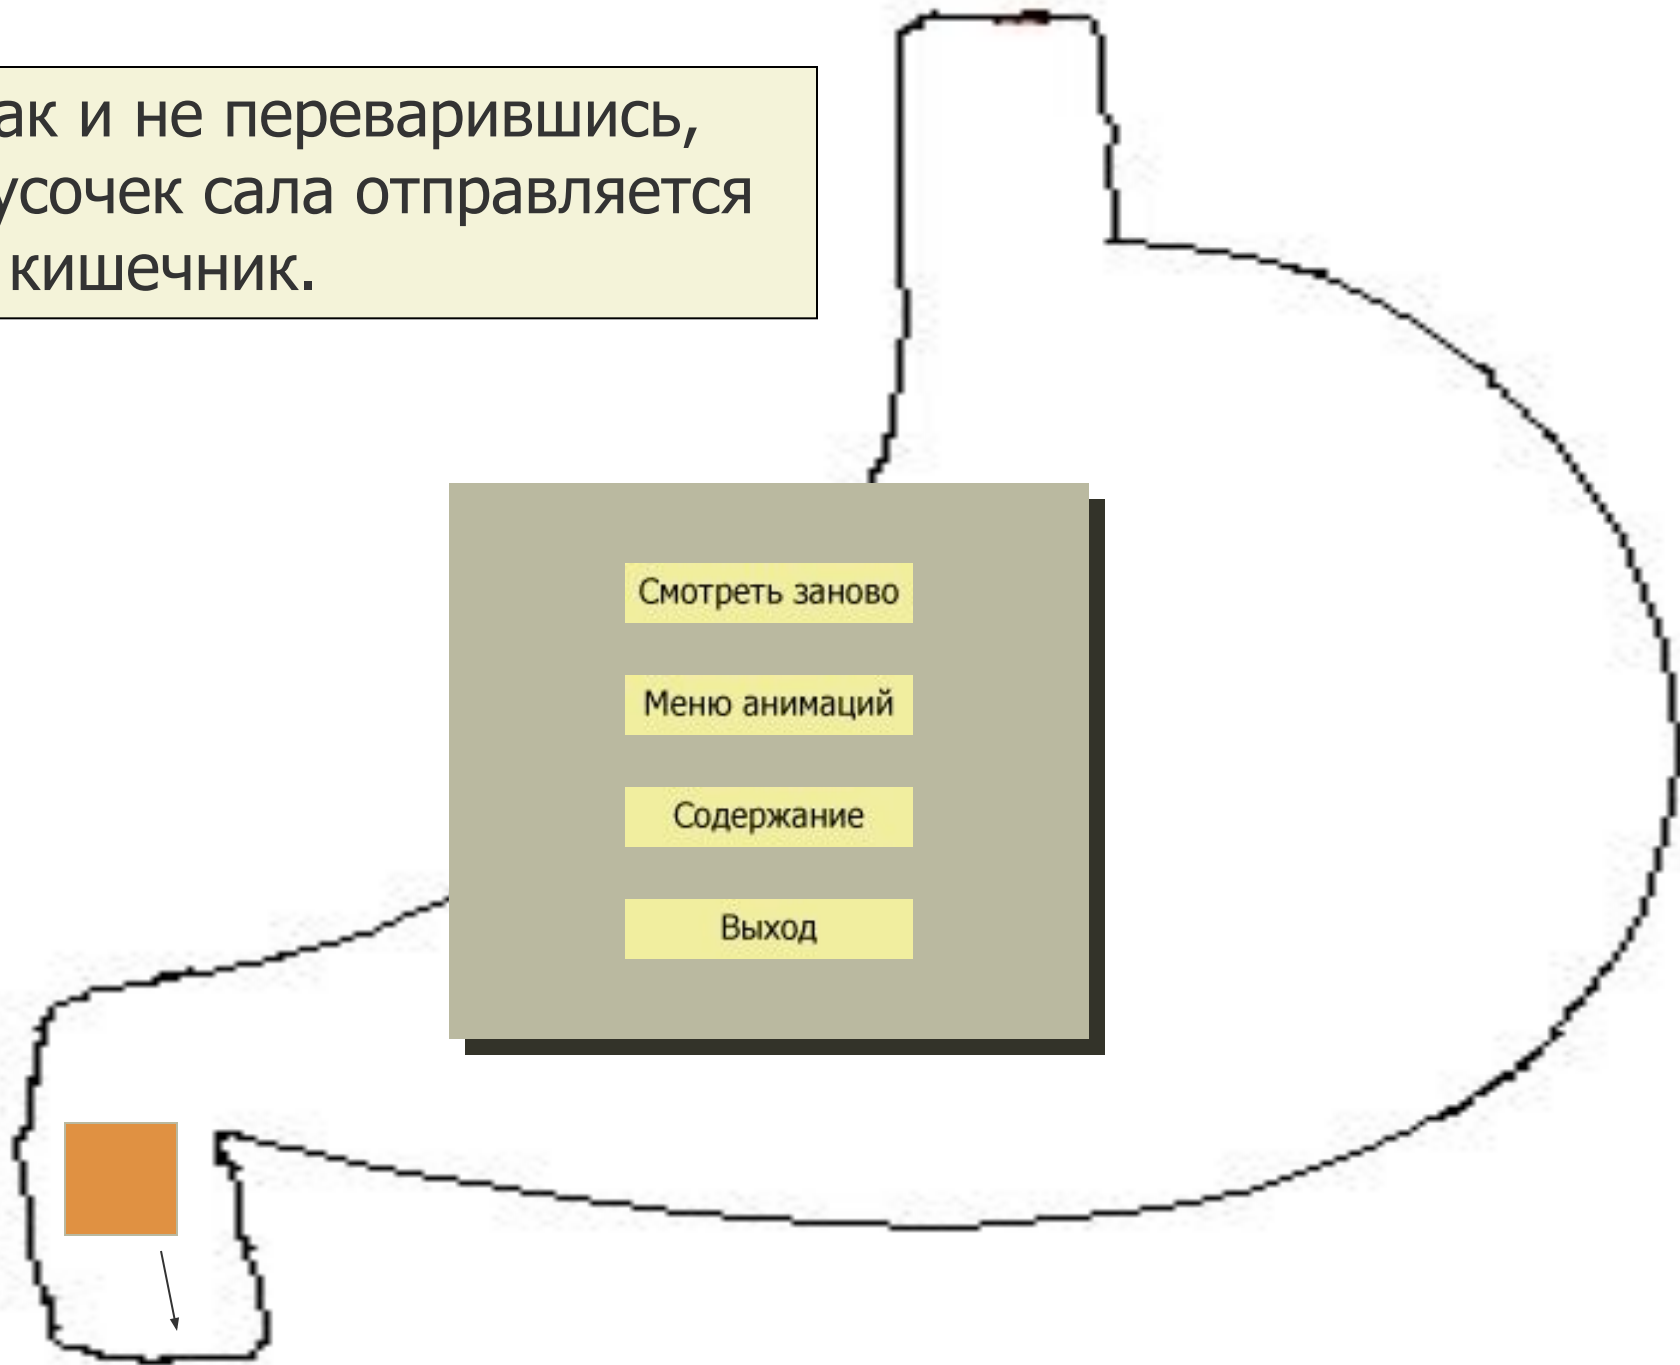 ак и не переварившись,
усочек сала отправляется
кишечник.
Смотреть заново
Меню анимаций
Содержание
Выход